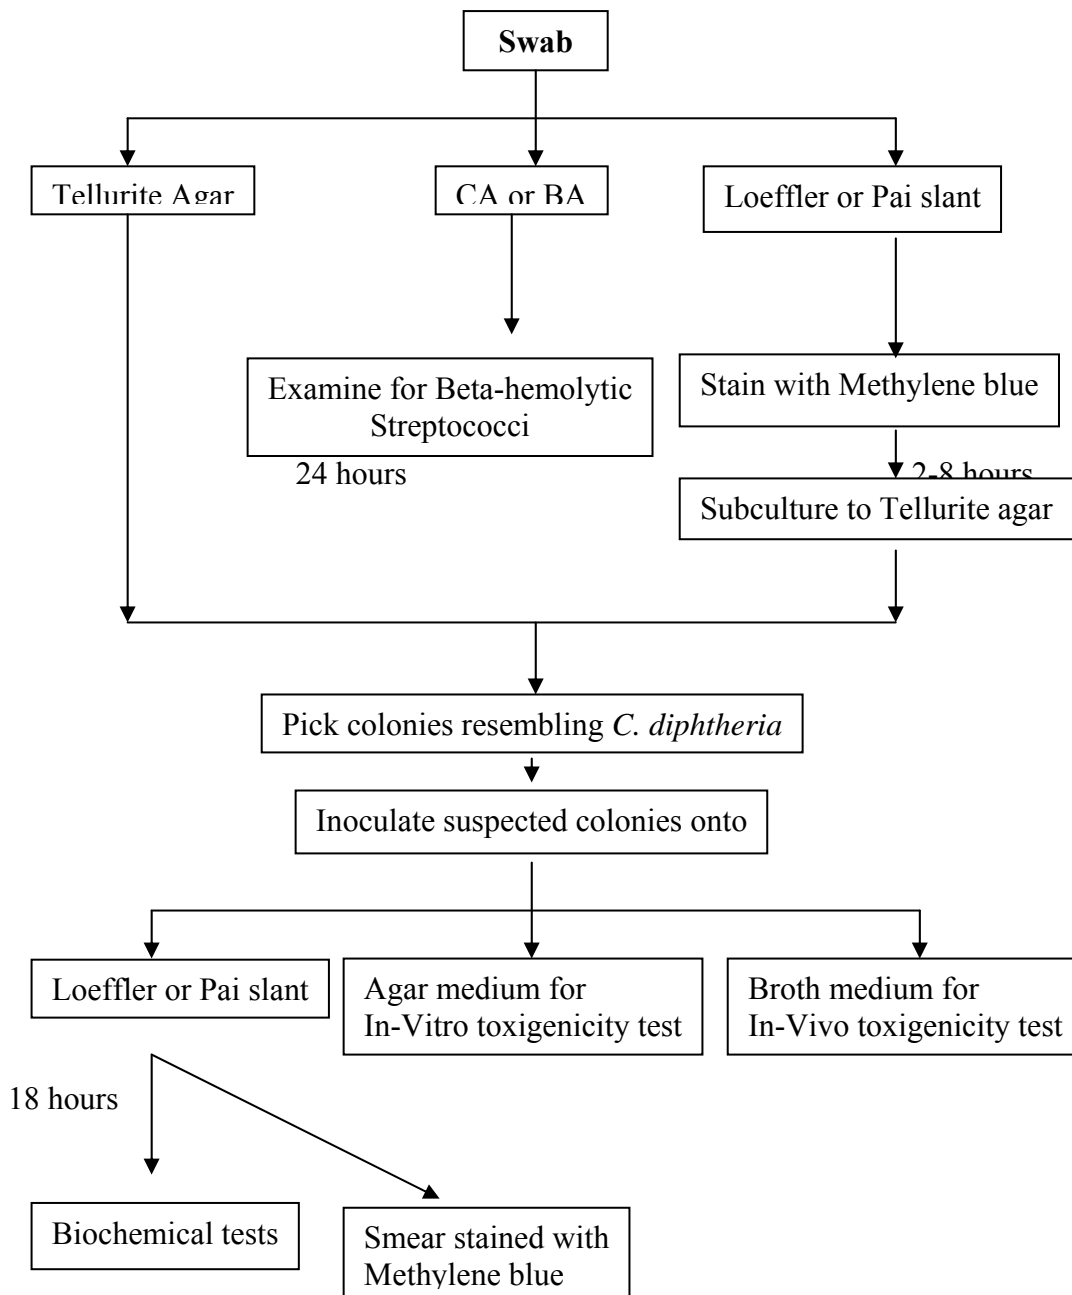 Swab
Tellurite Agar
CA or BA
Loeffler or Pai slant
Examine for Beta-hemolytic
Streptococci
24 hours
Stain with Methylene blue
2-8 hours
Subculture to Tellurite agar
Pick colonies resembling C. diphtheria
Inoculate suspected colonies onto
Loeffler or Pai slant
Agar medium for
In-Vitro toxigenicity test
Broth medium for
In-Vivo toxigenicity test
18 hours
Biochemical tests
Smear stained with
Methylene blue